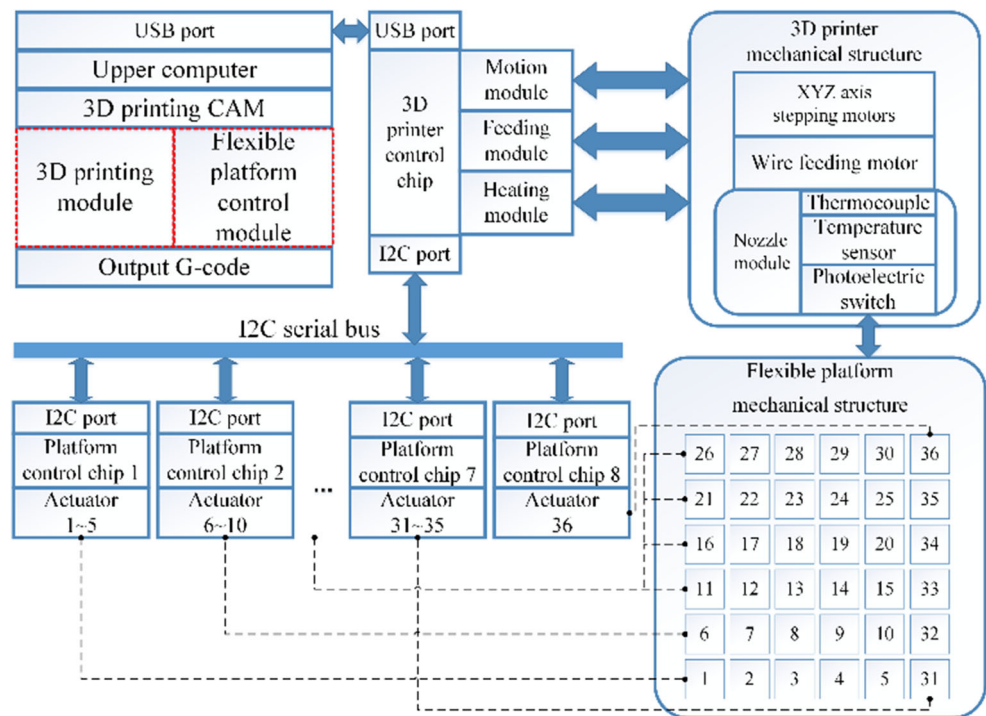 USB port
Upper computer
3D printing CAM
3D printing
module
Flexible
platform
control
module
Output G-code
USB port
3D
printer
control
chip
I2C port
Motion
module
Feeding
module
Heating
module
3D printer
mechanical structure
XYZ axis
stepping motors
Wire feeding motor
Nozzle
module
Thermocouple
Temperature
sensor
Photoelectric
switch
I2C serial bus
I2C port
Platform
control chip 1
Actuator
1~5
I2C port
Platform
control chip 2
Actuator
6~10
...
I2C port
Platform
control chip 7
Actuator
31~35
I2C port
Platform
control chip 8
Actuator
36
Flexible platform
mechanical structure
26 27 28 29 30 36
21 22 23 24 25 35
16 17 18 19 20 34
11 12 13 14 15 33
6 7 8 9 10 32
1 2 3 4 5 31